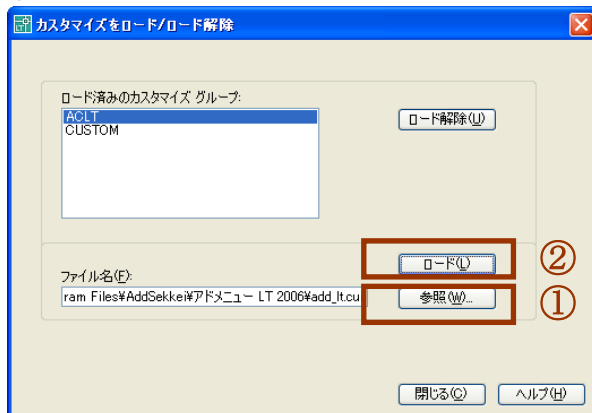 カスタマイズをロード/ロード解除
ロード済みのカスタマイズ グループ:
ACLT
CUSTOM
ロード解除(U)
ロード(L)
②
ファイル名(F):
ram Files¥AddSekkei¥アドメニュー LT 2006¥add_lt.cu
参照(W)...
①
閉じる(C)
ヘルプ(H)